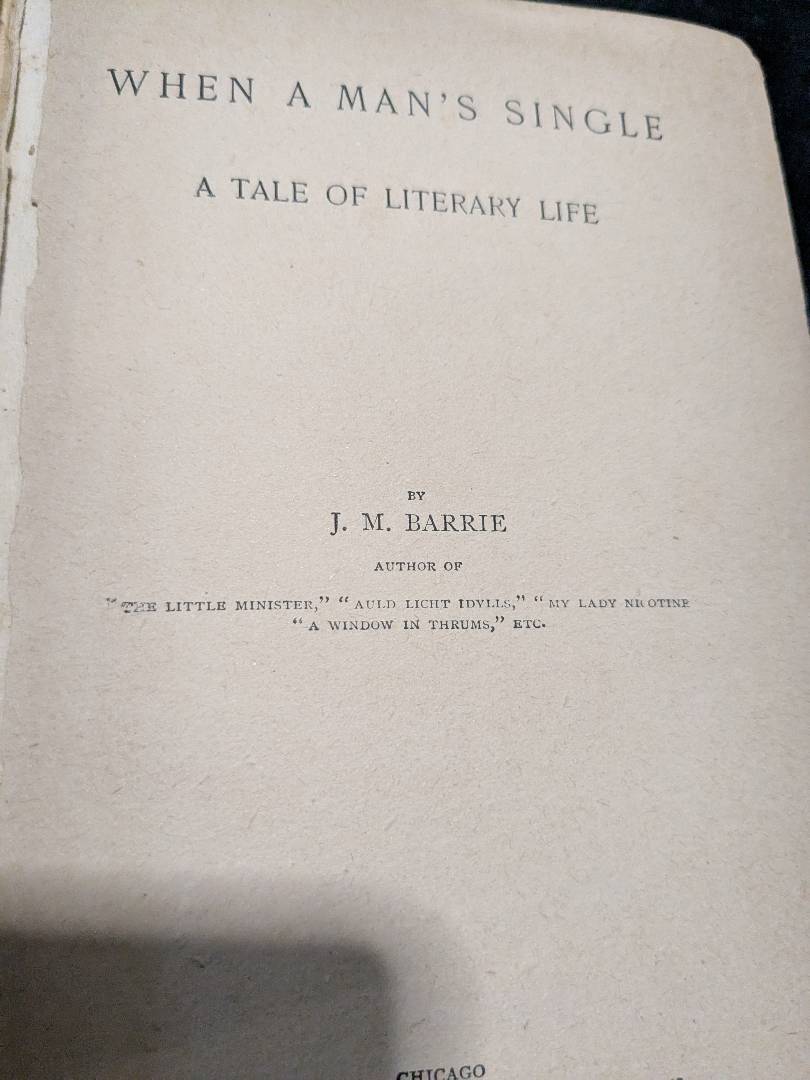 WHEN A MAN'S SINGLE
A TALE OF LITERARY LIFE
BY
J. M. BARRIE
AUTHOR OF
"THE LITTLE MINISTER," "AULD LICHT IDYLLS," "MY LADY NICOTINE
"A WINDOW IN THRUMS," ETC.
CHICAGO